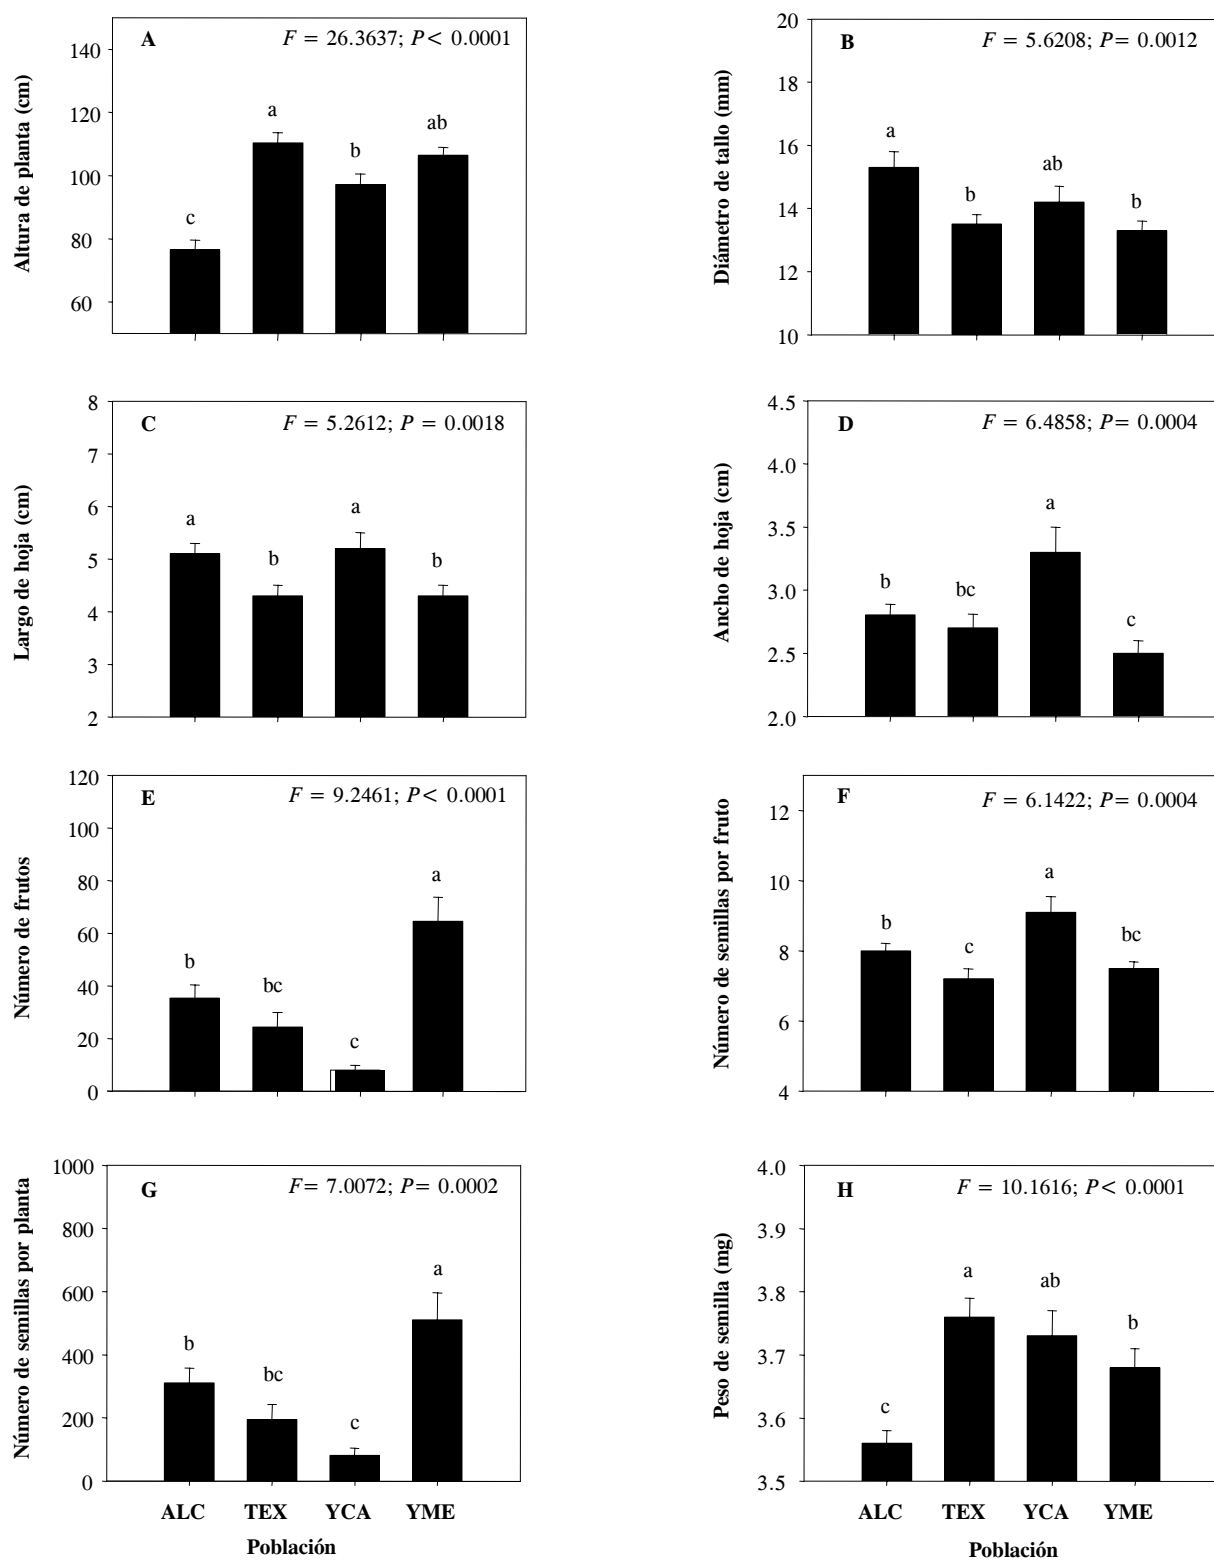 A
F = 26.3637; P< 0.0001
Altura de planta (cm)
140
120
100
80
60
c
a
b
ab
B
F = 5.6208; P= 0.0012
Diámetro de tallo (mm)
20
18
16
14
12
10
a
b
ab
b
C
F = 5.2612; P = 0.0018
Largo de hoja (cm)
8
7
6
5
4
3
2
a
b
a
b
D
F = 6.4858; P= 0.0004
Ancho de hoja (cm)
4.5
4.0
3.5
3.0
2.5
2.0
b
bc
a
c
E
F = 9.2461; P< 0.0001
Número de frutos
120
100
80
60
40
20
0
b
bc
c
a
F
F = 6.1422; P= 0.0004
Número de semillas por fruto
12
10
8
6
4
b
c
a
bc
G
F= 7.0072; P= 0.0002
Número de semillas por planta
1000
800
600
400
200
0
b
bc
c
a
ALC TEX YCA YME
Población
H
F = 10.1616; P< 0.0001
Peso de semilla (mg)
4.0
3.9
3.8
3.7
3.6
3.5
c
a
ab
b
ALC TEX YCA YME
Población